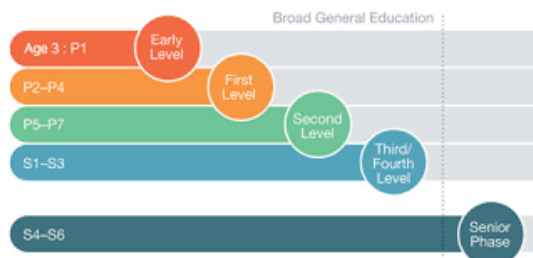 Broad General Education
Age 3 : P1
Early
Level
P2–P4
First
Level
P5–P7
Second
Level
S1–S3
Third/
Fourth
Level
S4–S6
Senior
Phase